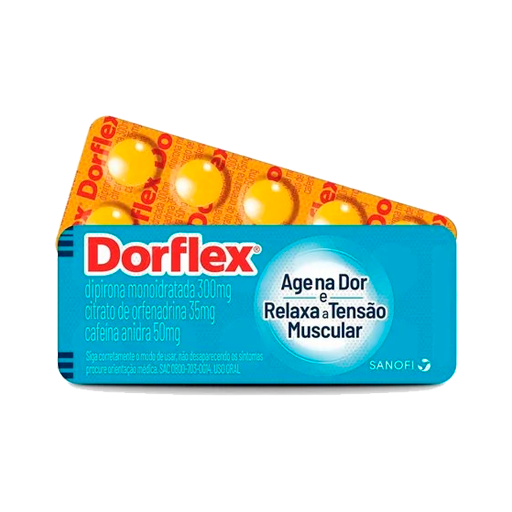 Dorflex
Dorflex
Dorflex®
dipirona monoidratada 300mg
citrato de orfenadrina 35mg
cafeína anidra 50mg
Siga corretamente o modo de usar, não desaparecendo os sintomas
procure orientação médica. SAC 0800-703-0014. USO ORAL
Age na Dor
e
Relaxa a Tensão
Muscular
SANOFI